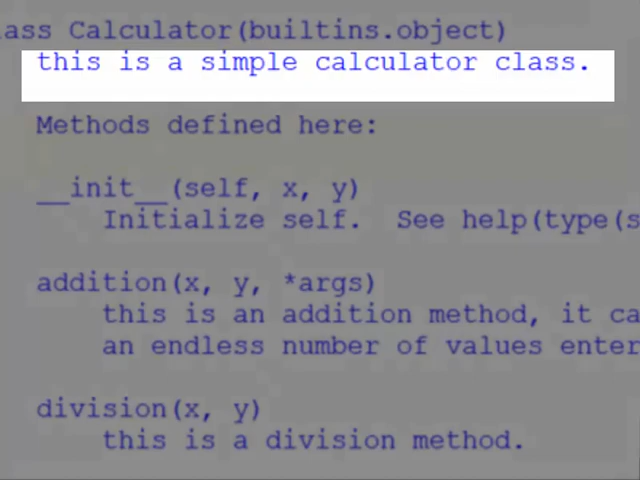 ass Calculator(builtins.object)
this is a simple calculator class.
Methods defined here:
__init__(self, x, y)
Initialize self.  See help(type(s
addition(x, y, *args)
this is an addition method, it ca
an endless number of values enter
division(x, y)
this is a division method.